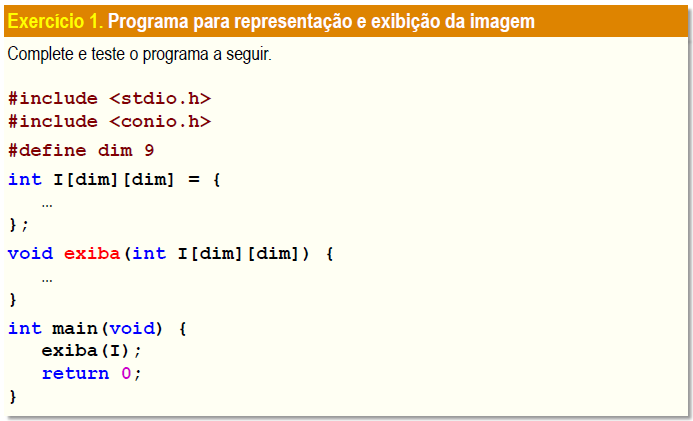 Exercício 1. Programa para representação e exibição da imagem
Complete e teste o programa a seguir.
#include <stdio.h>
#include <conio.h>
#define dim 9
int I[dim][dim] = {
…
};
void exiba(int I[dim][dim]) {
…
}
int main(void) {
exiba(I);
return 0;
}